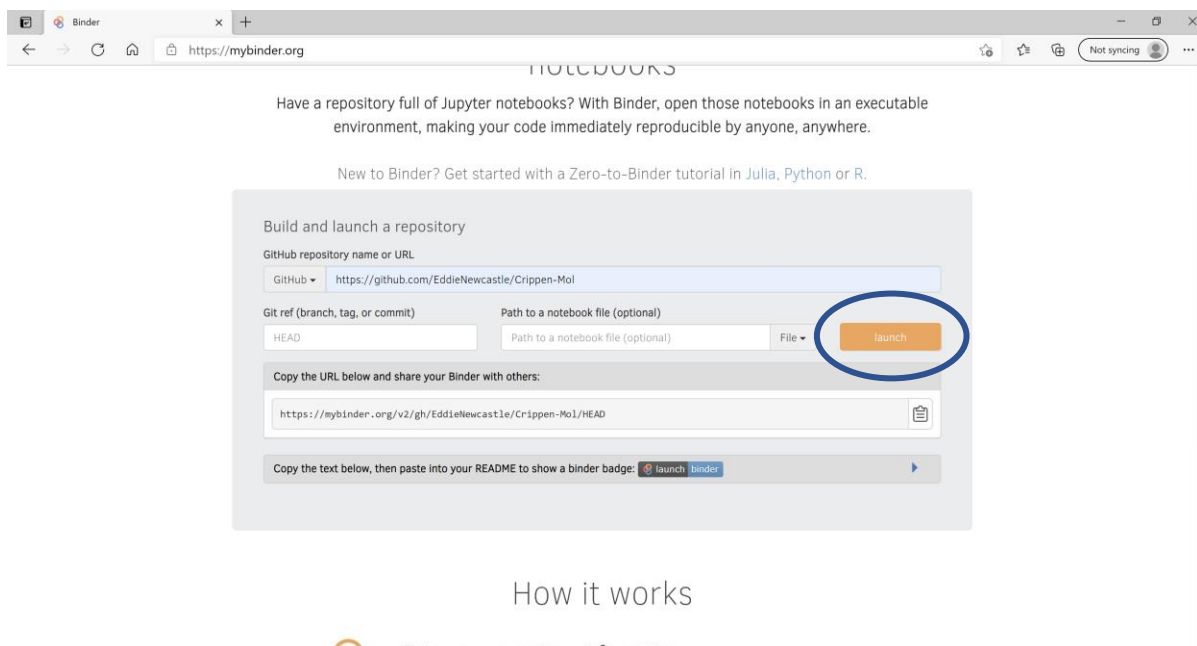 Binder
https://mybinder.org
Not syncing
notebooks
Have a repository full of Jupyter notebooks? With Binder, open those notebooks in an executable
environment, making your code immediately reproducible by anyone, anywhere.
New to Binder? Get started with a Zero-to-Binder tutorial in Julia, Python or R.
Build and launch a repository
GitHub repository name or URL
GitHub https://github.com/EddieNewcastle/Crippen-Mol
Git ref (branch, tag, or commit) Path to a notebook file (optional)
HEAD Path to a notebook file (optional) File launch
Copy the URL below and share your Binder with others:
https://mybinder.org/v2/gh/EddieNewcastle/Crippen-Mol/HEAD
Copy the text below, then paste into your README to show a binder badge: launch binder
How it works